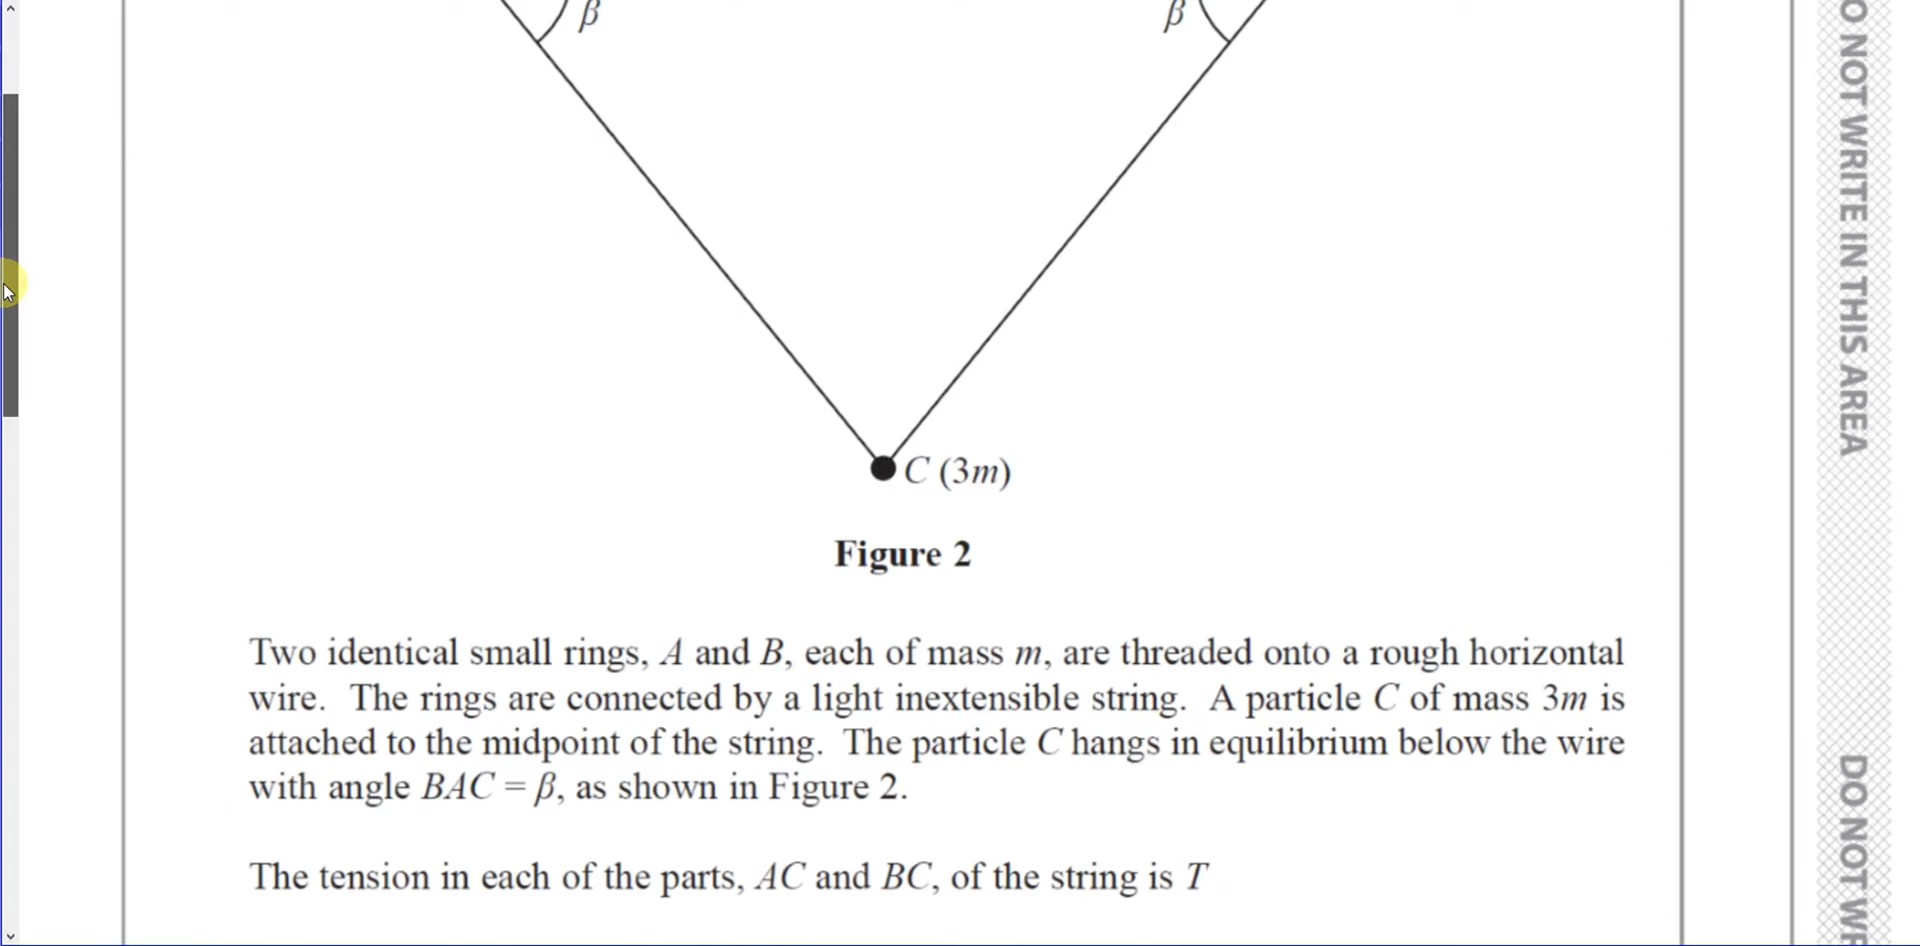 β
β
C (3m)
Figure 2
Two identical small rings, A and B, each of mass m, are threaded onto a rough horizontal
wire. The rings are connected by a light inextensible string. A particle C of mass 3m is
attached to the midpoint of the string. The particle C hangs in equilibrium below the wire
with angle BAC = β, as shown in Figure 2.
The tension in each of the parts, AC and BC, of the string is T
O NOT WRITE IN THIS AREA
DO NOT WR